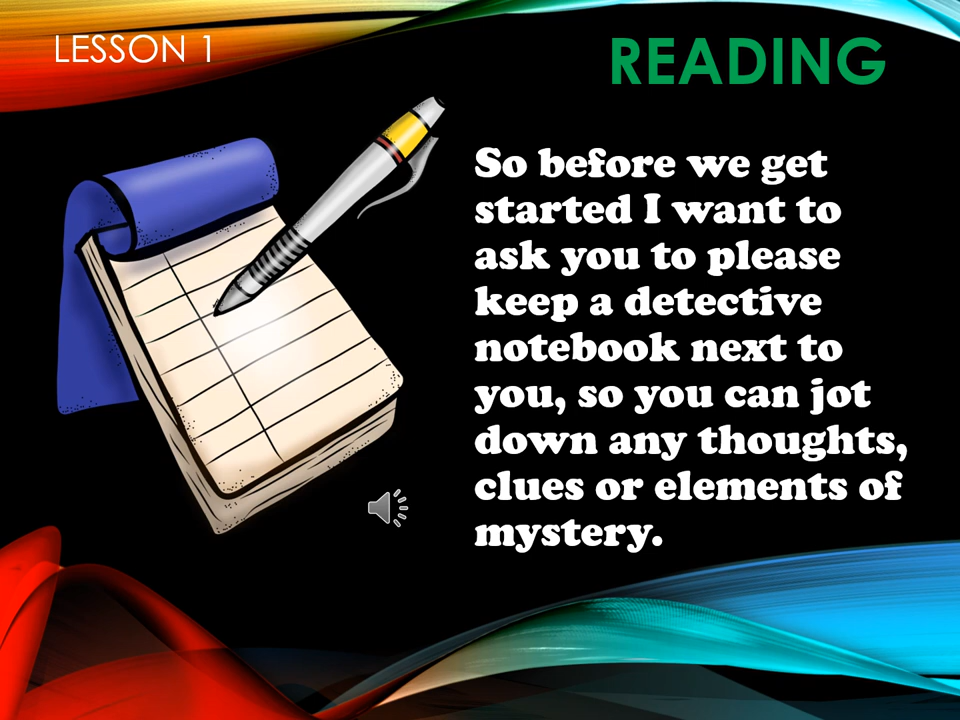 LESSON 1
READING
So before we get
started I want to
ask you to please
keep a detective
notebook next to
you, so you can jot
down any thoughts,
clues or elements of
mystery.